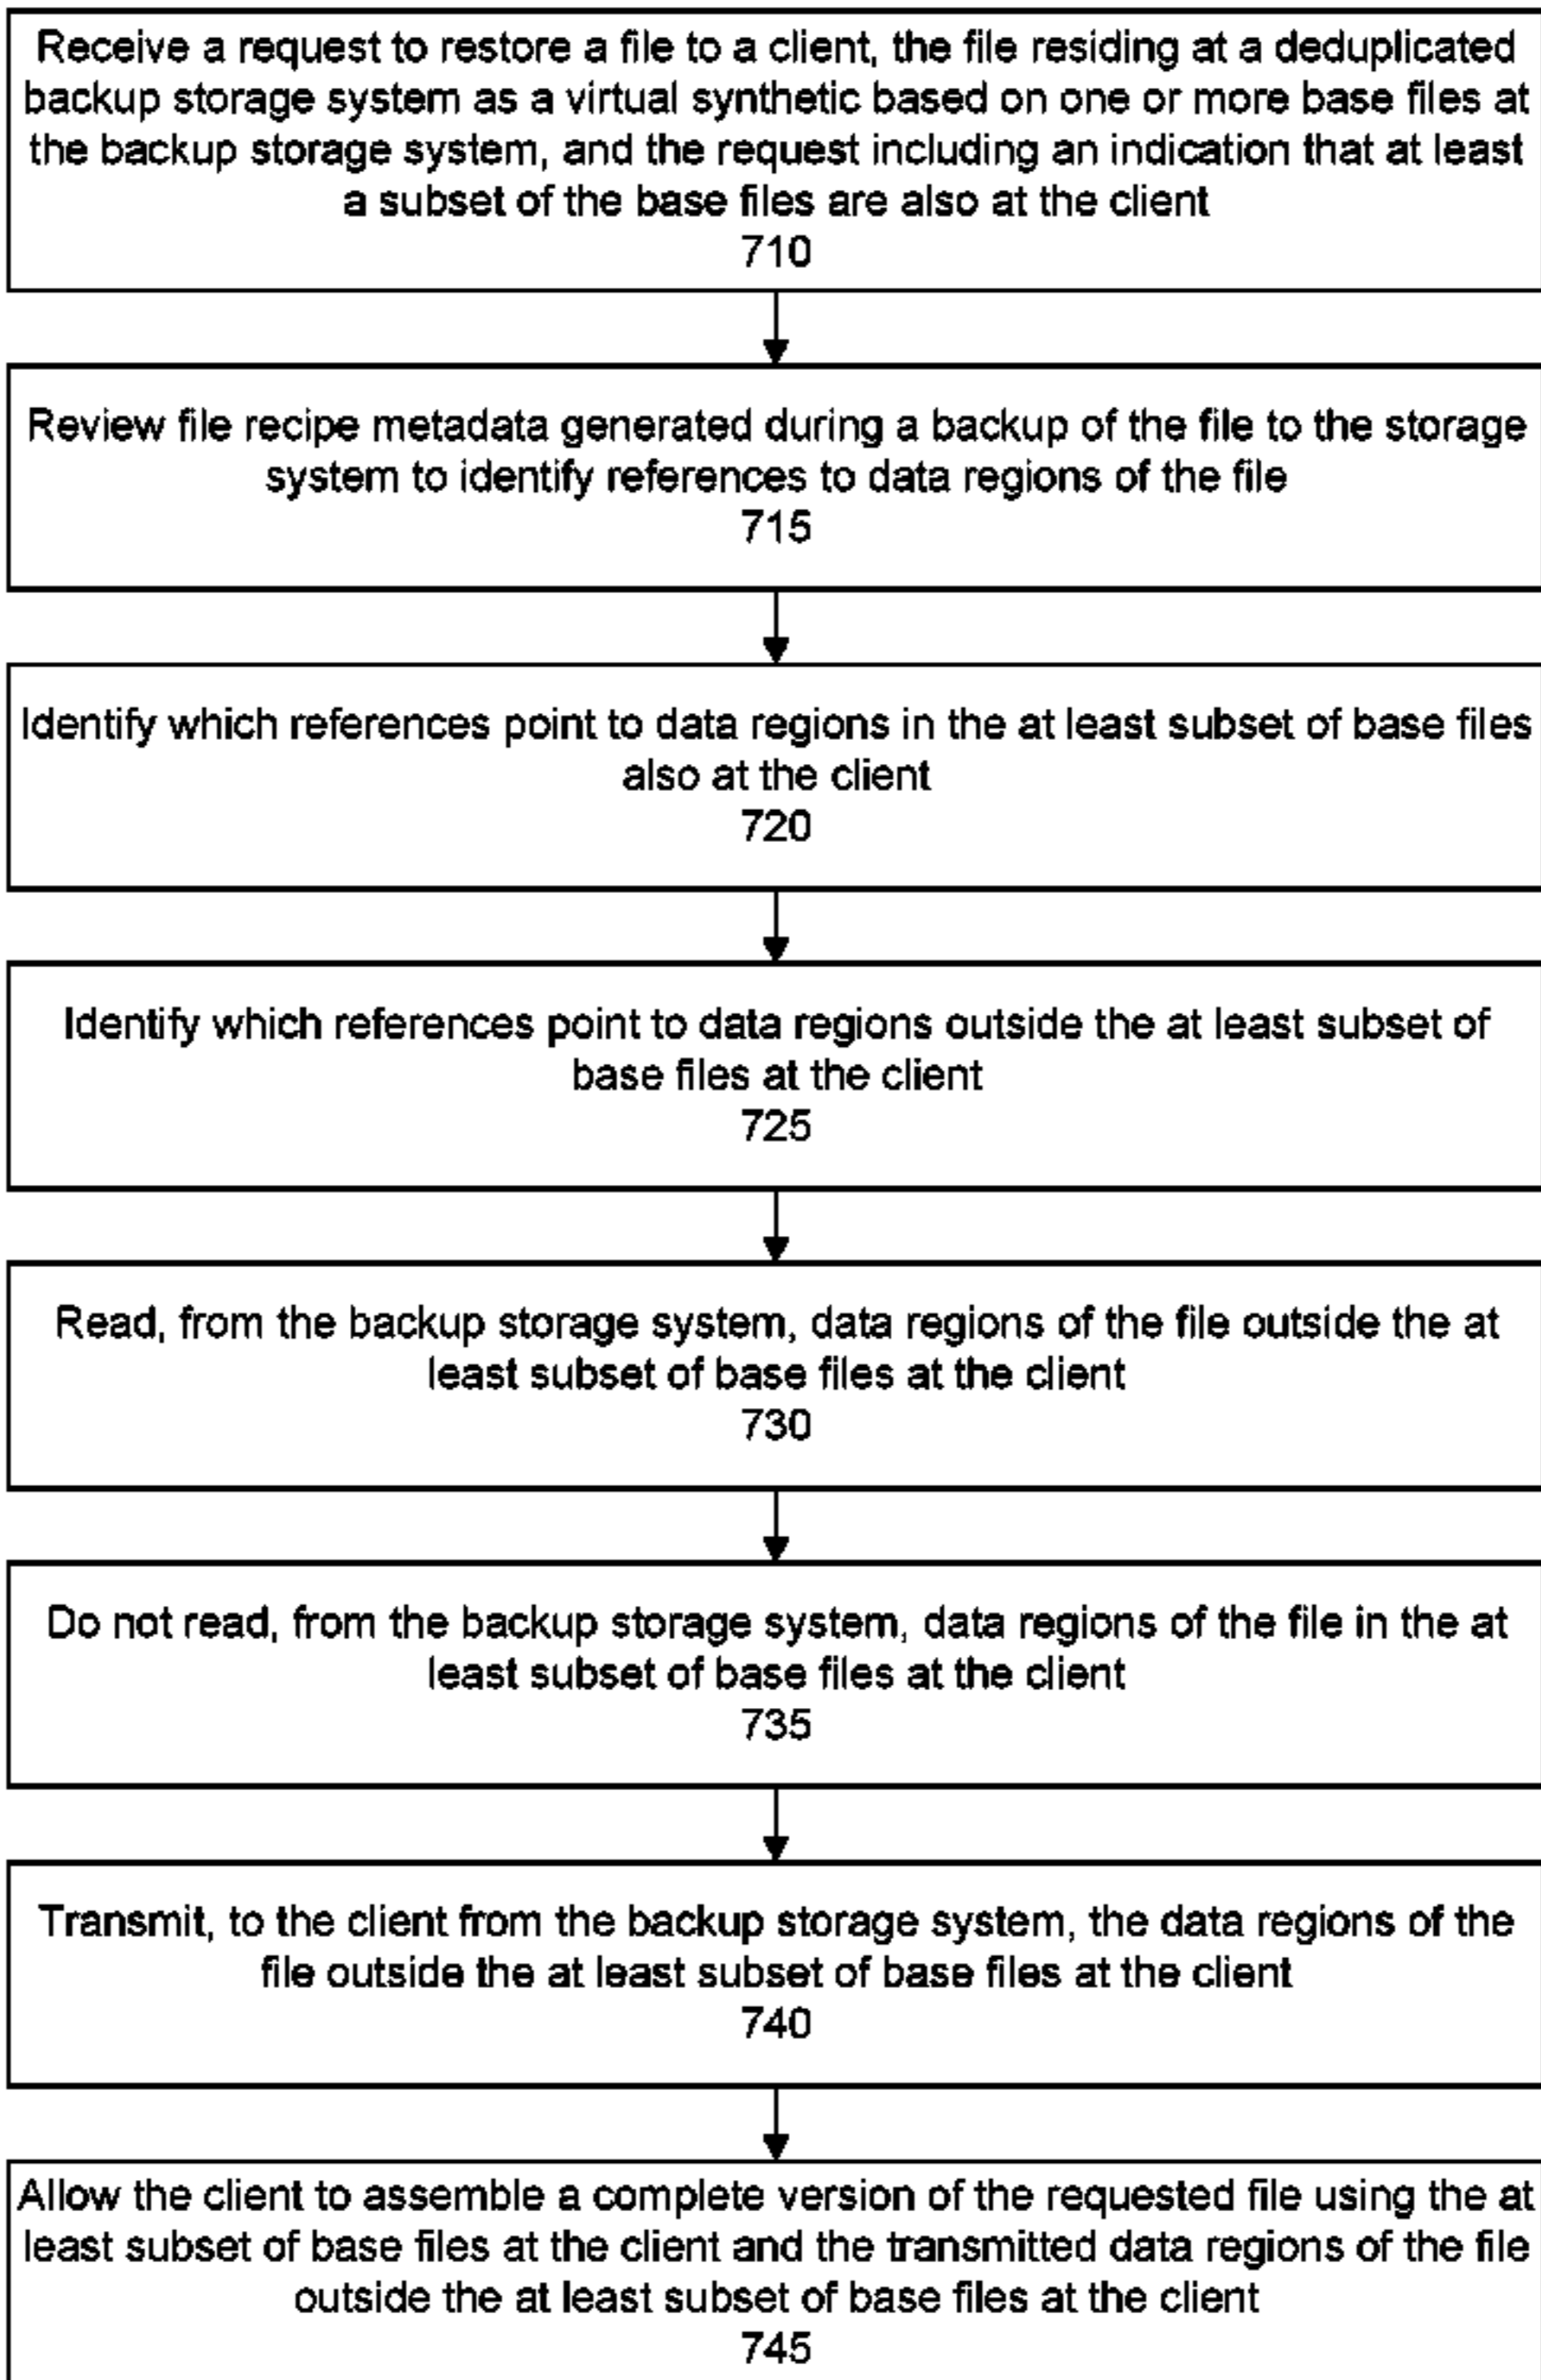 Receive a request to restore a file to a client, the file residing at a deduplicated
backup storage system as a virtual synthetic based on one or more base files at
the backup storage system, and the request including an indication that at least
a subset of the base files are also at the client
710
Review file recipe metadata generated during a backup of the file to the storage
system to identify references to data regions of the file
715
Identify which references point to data regions in the at least subset of base files
also at the client
720
Identify which references point to data regions outside the at least subset of
base files at the client
725
Read, from the backup storage system, data regions of the file outside the at
least subset of base files at the client
730
Do not read, from the backup storage system, data regions of the file in the at
least subset of base files at the client
735
Transmit, to the client from the backup storage system, the data regions of the
file outside the at least subset of base files at the client
740
Allow the client to assemble a complete version of the requested file using the at
least subset of base files at the client and the transmitted data regions of the file
outside the at least subset of base files at the client
745